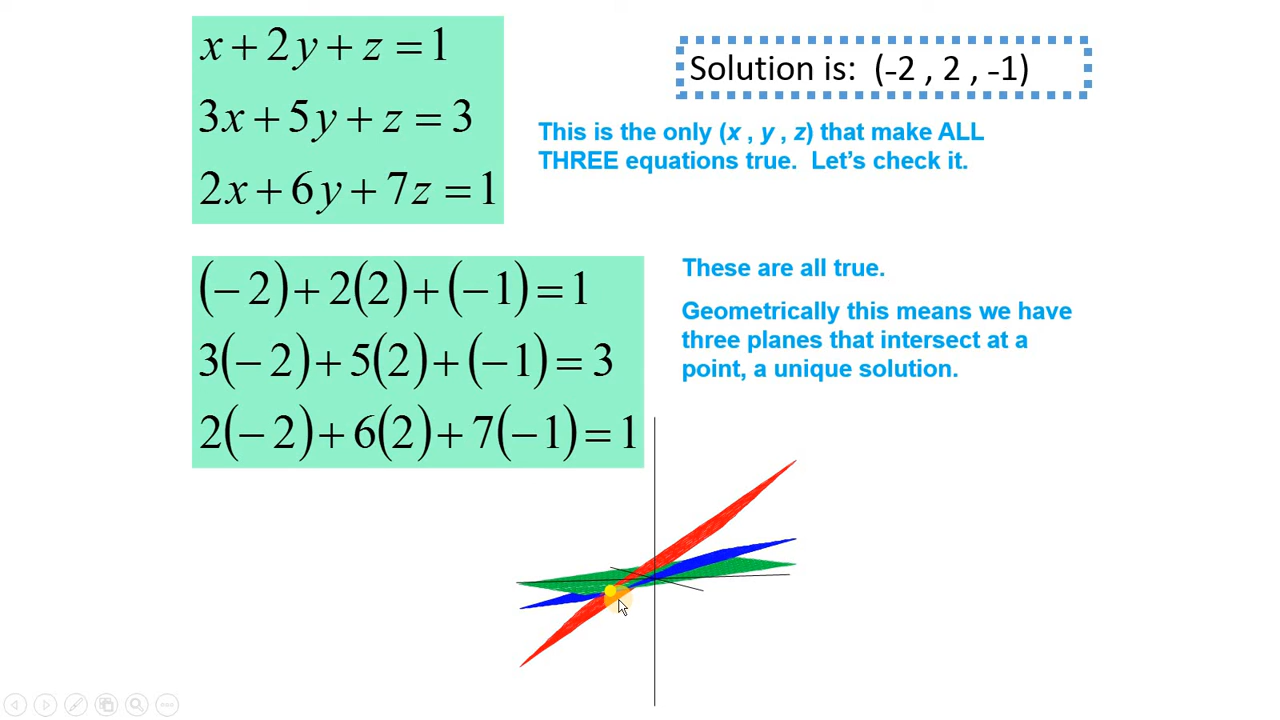 x + 2y + z = 1
3x + 5y + z = 3
2x + 6y + 7z = 1
Solution is: (-2 , 2 , -1)
This is the only (x , y , z) that make ALL
THREE equations true. Let's check it.
(−2) + 2(2) + (−1) = 1
3(−2) + 5(2) + (−1) = 3
2(−2) + 6(2) + 7(−1) = 1
These are all true.
Geometrically this means we have
three planes that intersect at a
point, a unique solution.